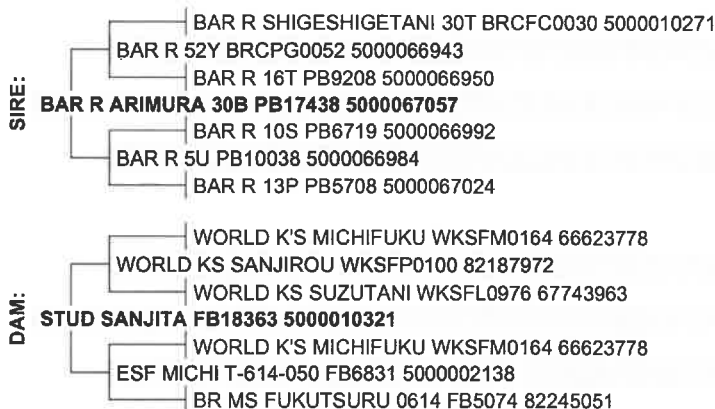 BAR R SHIGESHIGETANI 30T BRCFC0030 5000010271
BAR R 52Y BRCPG0052 5000066943
BAR R 16T PB9208 5000066950
SIRE:
BAR R ARIMURA 30B PB17438 5000067057
BAR R 10S PB6719 5000066992
BAR R 5U PB10038 5000066984
BAR R 13P PB5708 5000067024
WORLD K'S MICHIFUKU WKSFM0164 66623778
WORLD KS SANJIROU WKSFP0100 82187972
WORLD KS SUZUTANI WKSFL0976 67743963
DAM:
STUD SANJITA FB18363 5000010321
WORLD K'S MICHIFUKU WKSFM0164 66623778
ESF MICHI T-614-050 FB6831 5000002138
BR MS FUKUTSURU 0614 FB5074 82245051